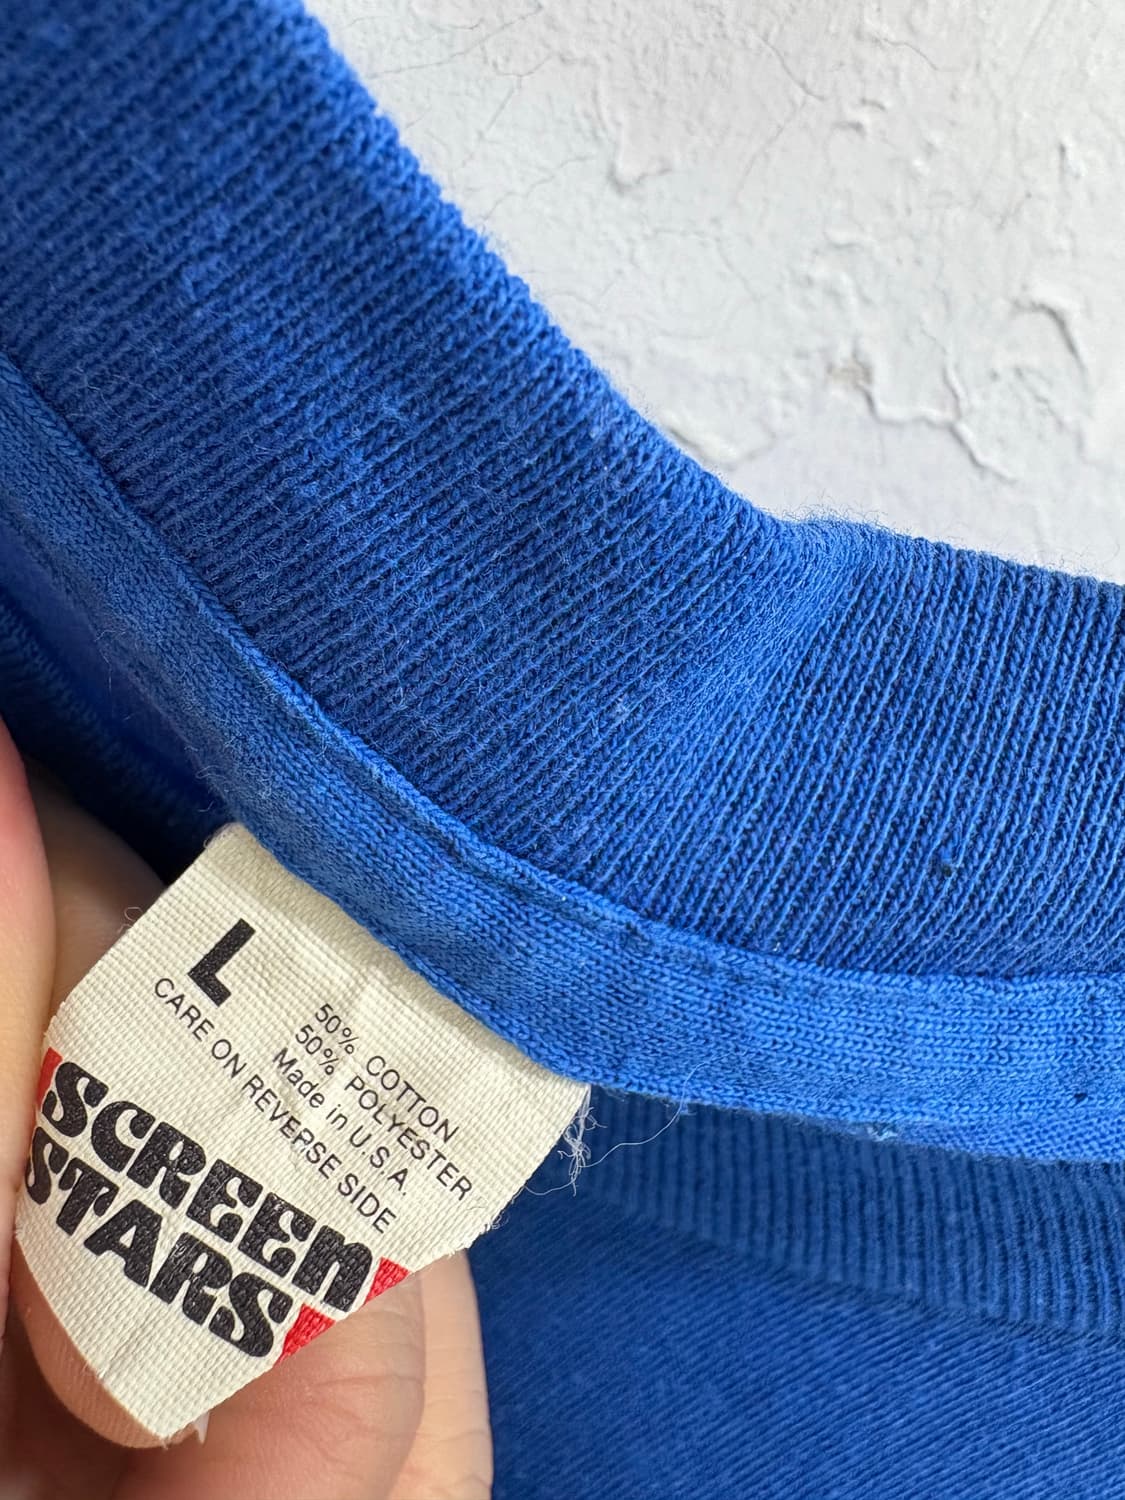 L
50% COTTON
50% POLYESTER
Made in U.S.A.
CARE ON REVERSE SIDE
SCREEN
STARS